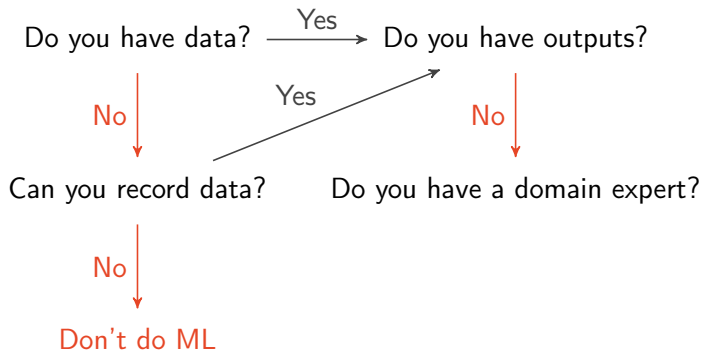 Yes
Do you have data?
Do you have outputs?
Yes
No
No
Can you record data?
Do you have a domain expert?
No
Don't do ML